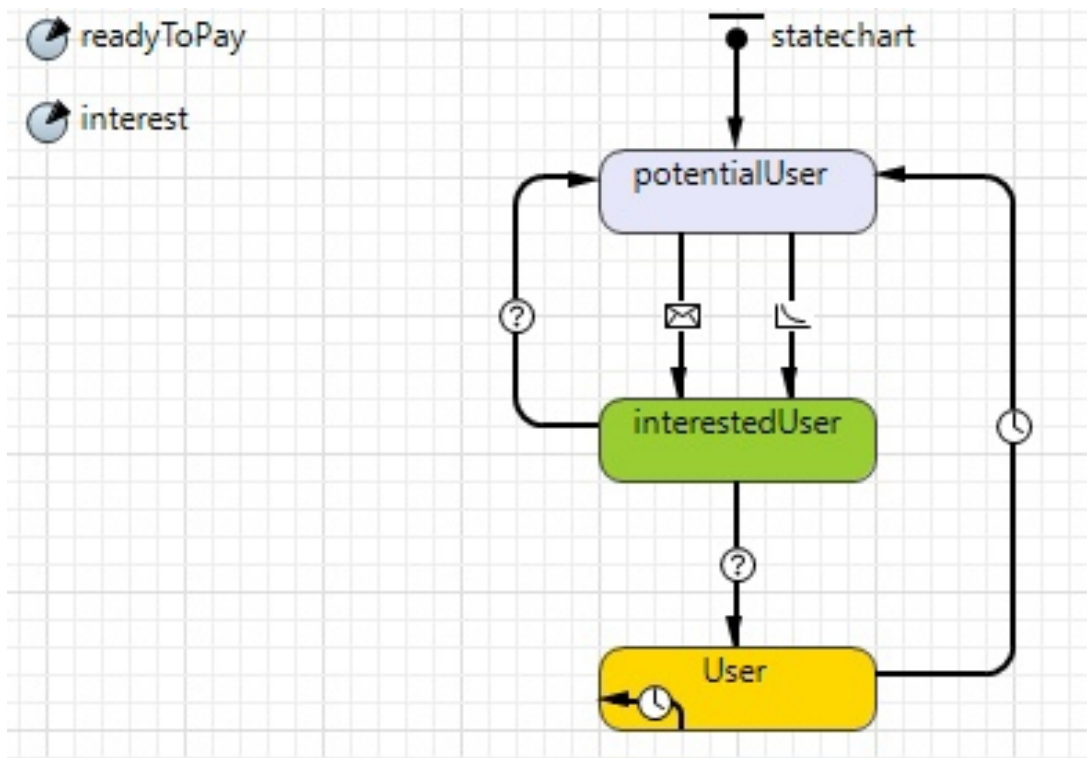 readyToPay
statechart
interest
potentialUser
?
interestedUser
?
User